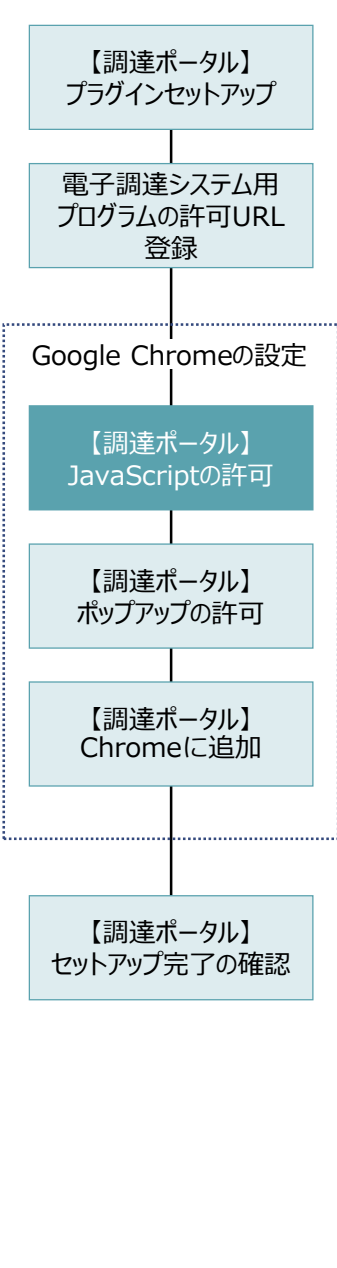 【調達ポータル】
プラグインセットアップ
電子調達システム用
プログラムの許可URL
登録
Google Chromeの設定
【調達ポータル】
JavaScriptの許可
【調達ポータル】
ポップアップの許可
【調達ポータル】
Chromeに追加
【調達ポータル】
セットアップ完了の確認